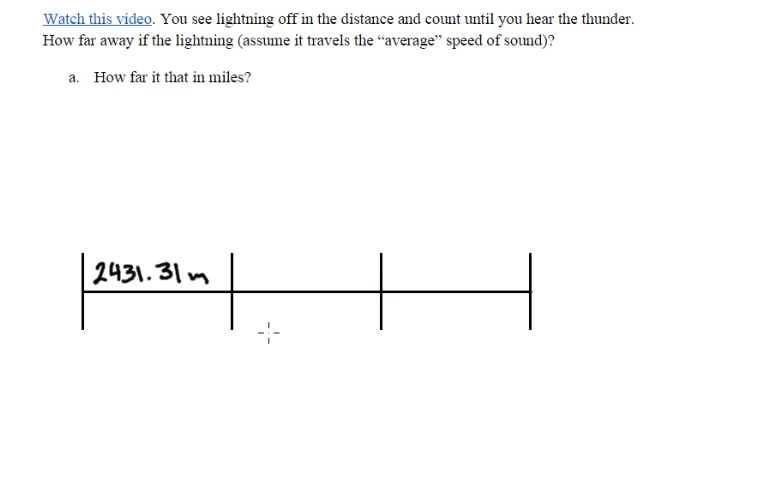 Watch this video. You see lightning off in the distance and count until you hear the thunder.
How far away if the lightning (assume it travels the “average” speed of sound)?
a. How far it that in miles?
2431.31 m